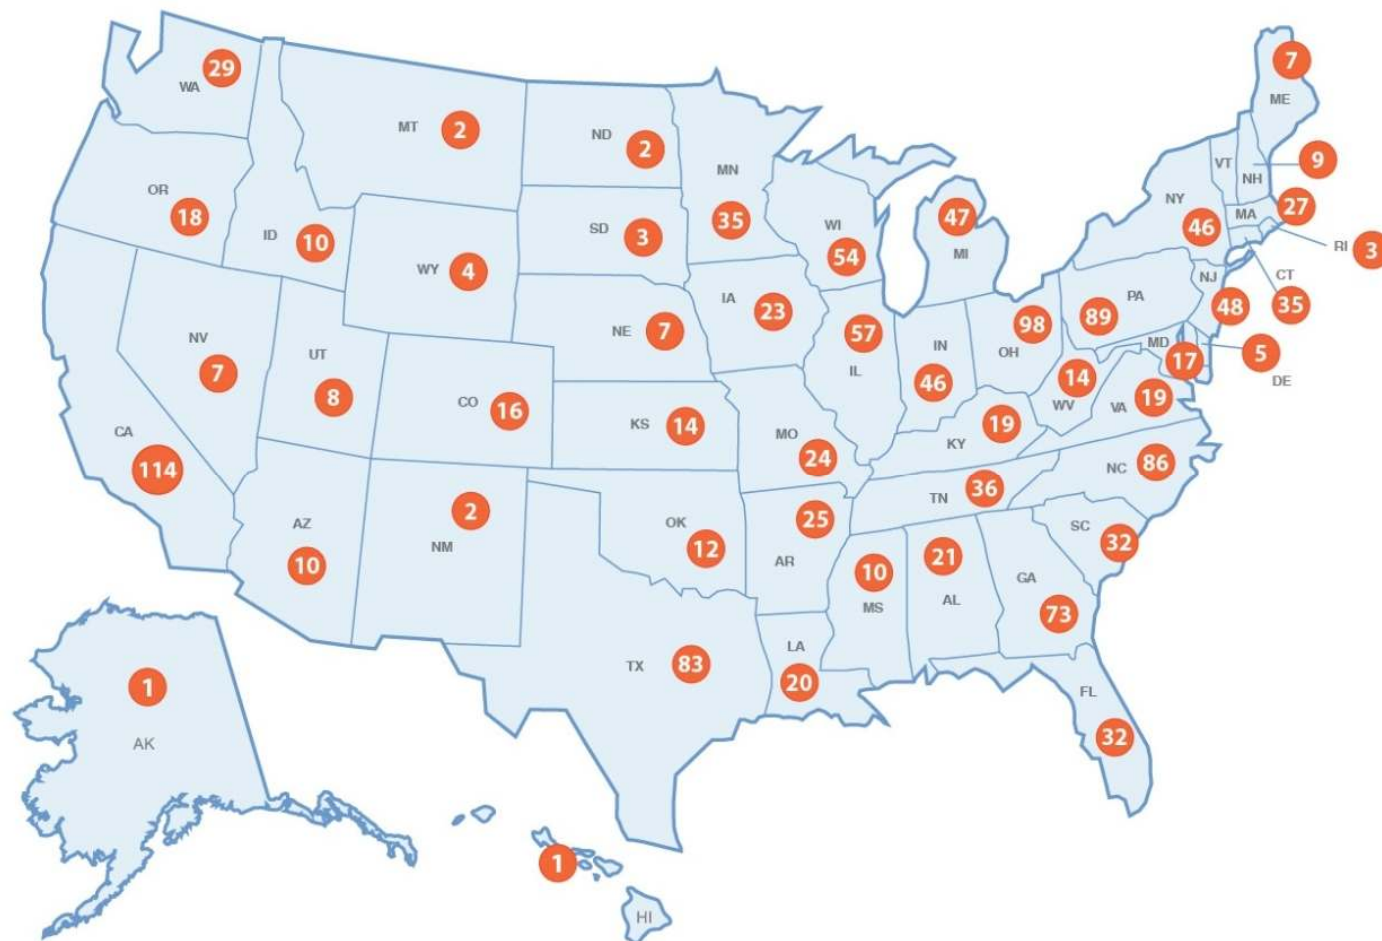 WA
29
OR
18
CA
114
ID
10
NV
7
MT
2
WY
4
UT
8
AZ
10
CO
16
NM
2
ND
2
SD
3
NE
7
KS
14
OK
12
TX
83
MN
35
IA
23
MO
24
AR
25
LA
20
WI
54
IL
57
MI
47
IN
46
OH
98
KY
19
TN
36
MS
10
AL
21
GA
73
FL
32
SC
32
NC
86
VA
19
WV
14
PA
89
NY
46
VT
NH
9
ME
7
MA
27
RI
3
CT
35
NJ
48
MD
17
DE
5
AK
1
HI
1